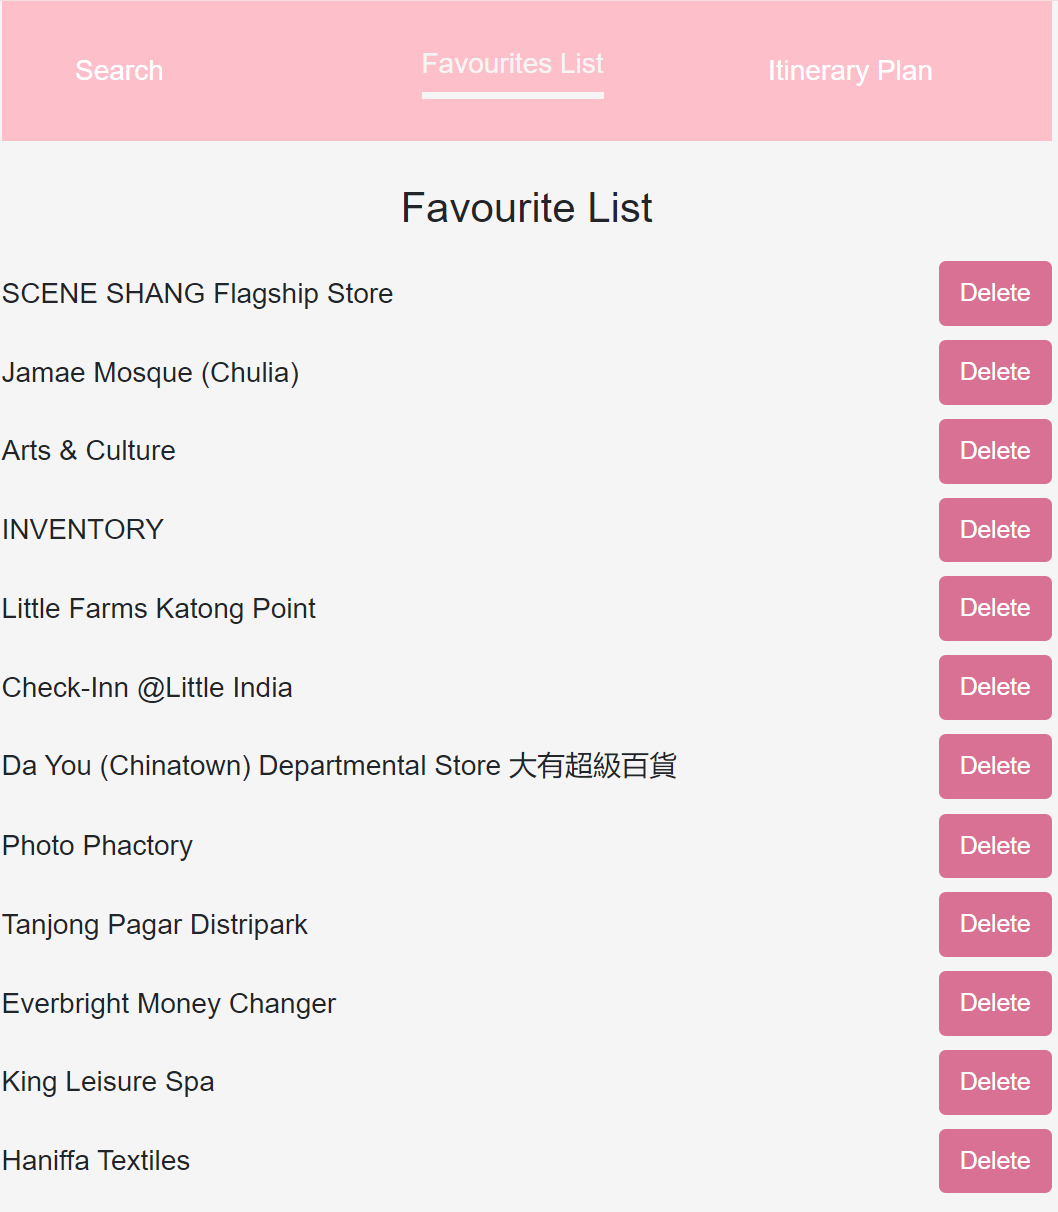 Search
Favourites List
Itinerary Plan
Favourite List
SCENE SHANG Flagship Store Delete
Jamae Mosque (Chulia) Delete
Arts & Culture Delete
INVENTORY Delete
Little Farms Katong Point Delete
Check-Inn @Little India Delete
Da You (Chinatown) Departmental Store 大有超級百貨 Delete
Photo Phactory Delete
Tanjong Pagar Distripark Delete
Everbright Money Changer Delete
King Leisure Spa Delete
Haniffa Textiles Delete